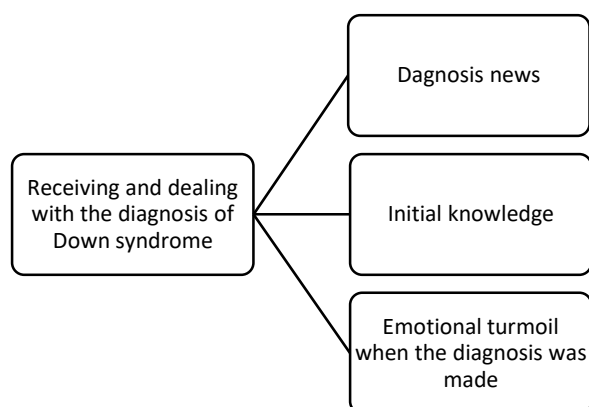 Receiving and dealing
with the diagnosis of
Down syndrome
Dagnosis news
Initial knowledge
Emotional turmoil
when the diagnosis was
made